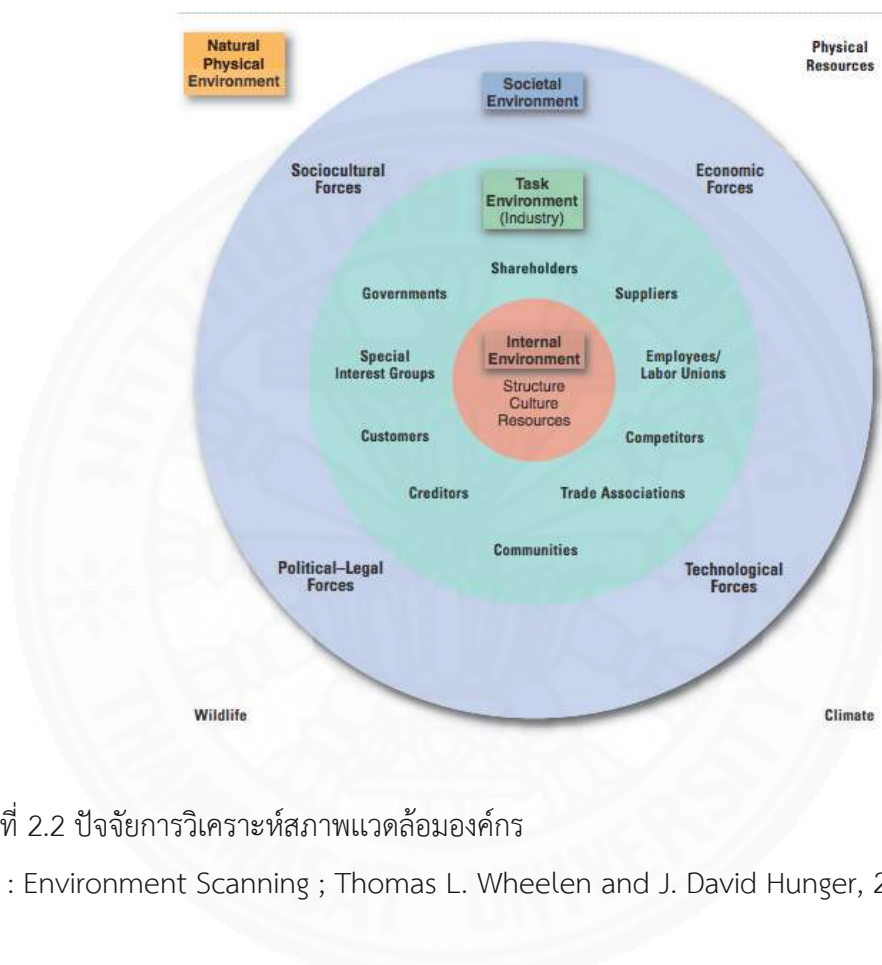 Natural
Physical
Environment
Physical
Resources
Societal
Environment
Sociocultural
Forces
Economic
Forces
Task
Environment
(Industry)
Shareholders
Governments
Suppliers
Internal
Environment
Special
Interest Groups
Employees/
Labor Unions
Structure
Culture
Resources
Customers
Competitors
Creditors
Trade Associations
Communities
Political–Legal
Forces
Technological
Forces
Wildlife
Climate
ที่ 2.2 ปัจจัยการวิเคราะห์สภาพแวดล้อมองค์กร
: Environment Scanning ; Thomas L. Wheelen and J. David Hunger, 2
THAMMASAT UNIVERSITY